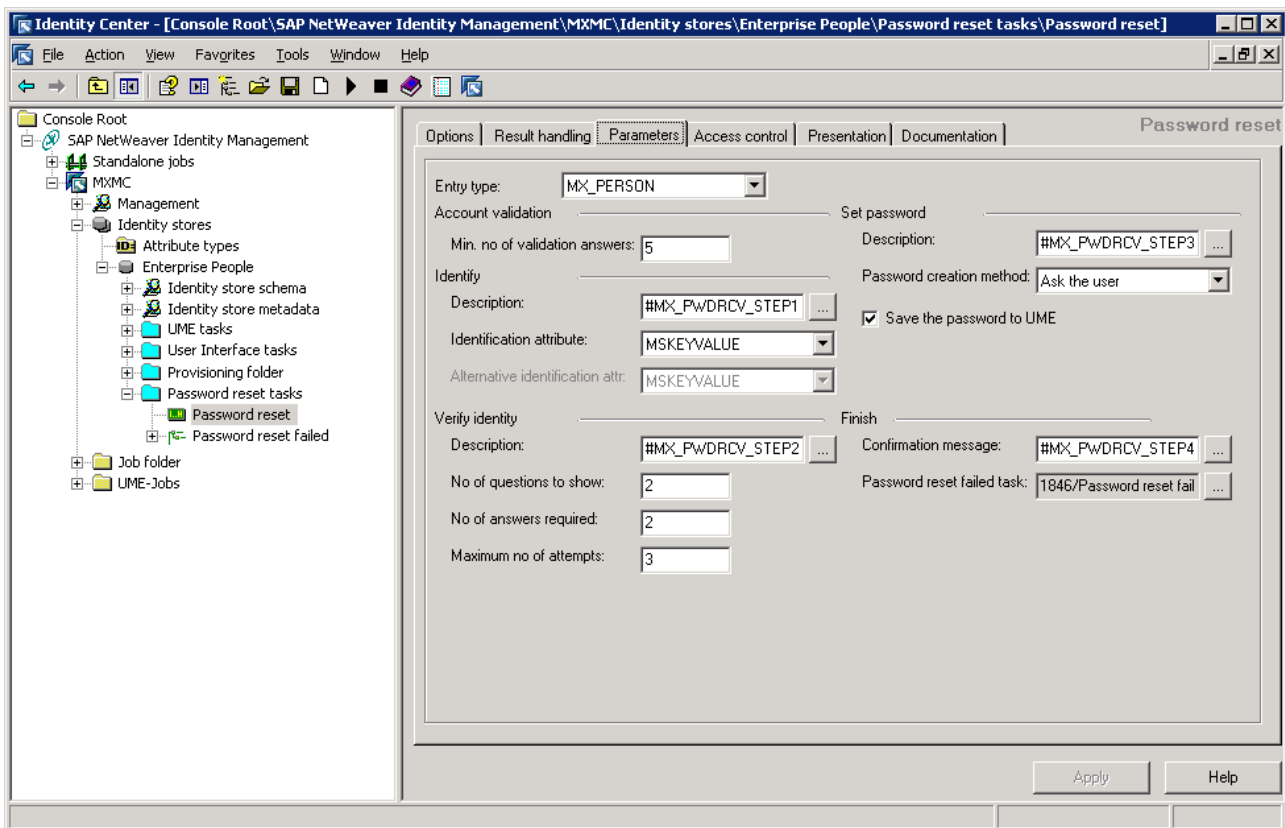 Identity Center - [Console Root\SAP NetWeaver Identity Management\MXMC\Identity stores\Enterprise People\Password reset tasks\Password reset]
File Action View Favorites Tools Window Help
Console Root
SAP NetWeaver Identity Management
Standalone jobs
MXMC
Management
Identity stores
Attribute types
Enterprise People
Identity store schema
Identity store metadata
UME tasks
User Interface tasks
Provisioning folder
Password reset tasks
Password reset
Password reset failed
Job folder
UME-Jobs
Password reset
Options Result handling Parameters Access control Presentation Documentation
Entry type: MX_PERSON
Account validation
Min. no of validation answers: 5
Identify
Description: #MX_PWDRCV_STEP1 ...
Identification attribute: MSKEYVALUE
Alternative identification attr: MSKEYVALUE
Verify identity
Description: #MX_PWDRCV_STEP2 ...
No of questions to show: 2
No of answers required: 2
Maximum no of attempts: 3
Set password
Description: #MX_PWDRCV_STEP3 ...
Password creation method: Ask the user
Save the password to UME
Finish
Confirmation message: #MX_PWDRCV_STEP4 ...
Password reset failed task: 1846/Password reset fail ...
Apply Help